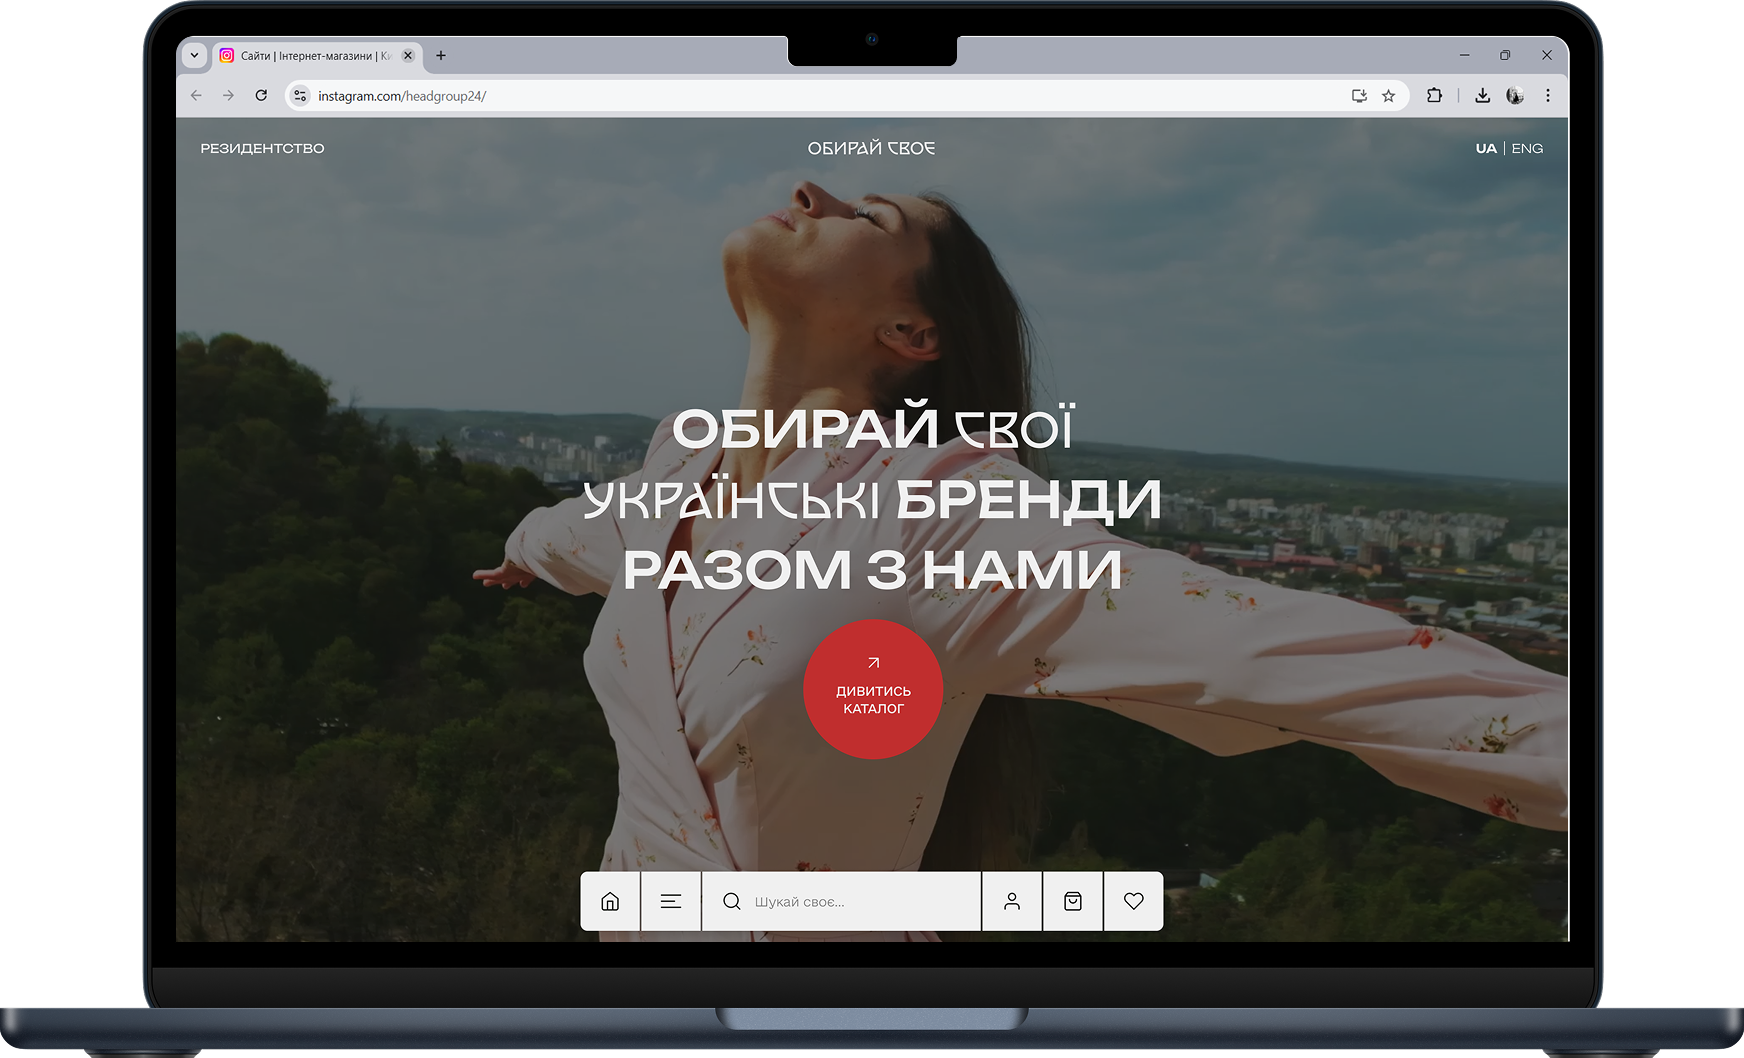 Сайти | Інтернет-магазини |
instagram.com/headgroup24/
РЕЗИДЕНТСТВО
ОБИРАЙ СВОЄ
UA | ENG
ОБИРАЙ СВОЇ
УКРАЇНСЬКІ БРЕНДИ
РАЗОМ З НАМИ
ДИВИТИСЬ
КАТАЛОГ
Шукай своє...